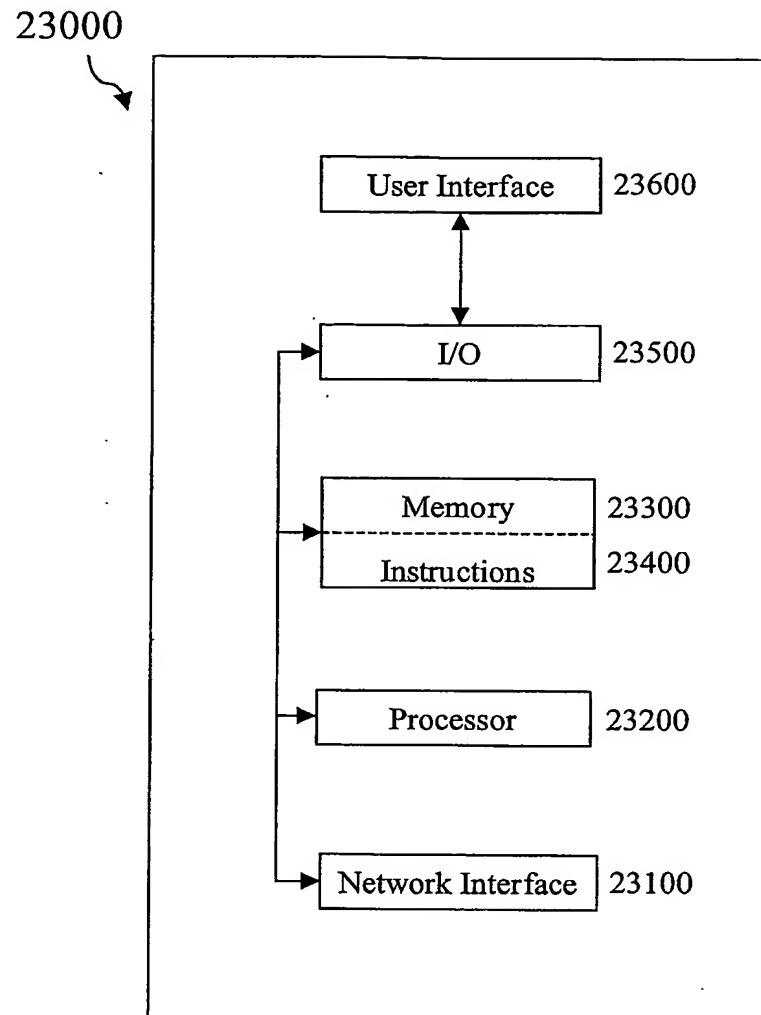 23000
User Interface 23600
I/O 23500
Memory 23300
Instructions 23400
Processor 23200
Network Interface 23100